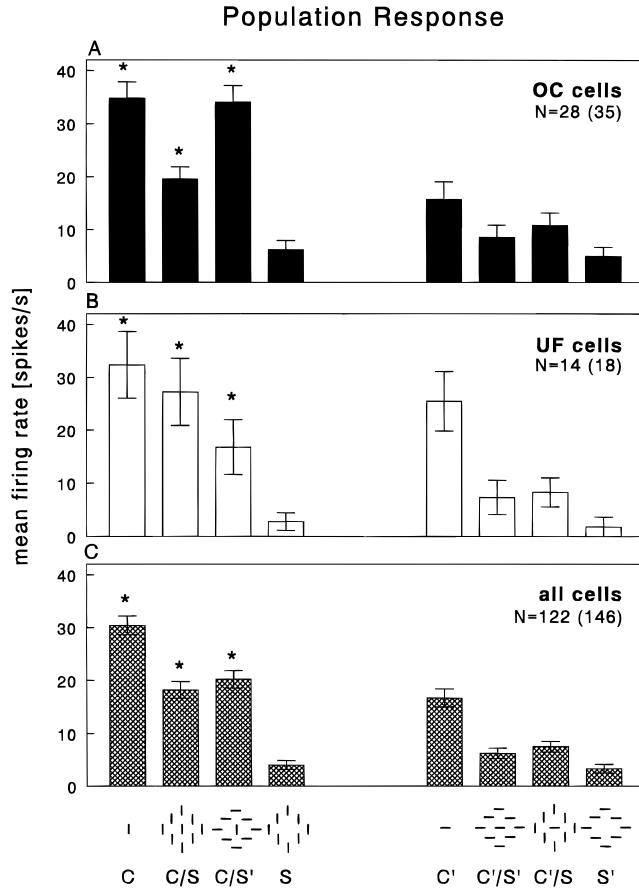 Population Response
mean firing rate [spikes/s]
A
40
30
20
10
0
* * *
OC cells
N=28 (35)
B
40
30
20
10
0
* * *
UF cells
N=14 (18)
C
40
30
20
10
0
* * *
all cells
N=122 (146)
C C/S C/S' S C' C'/S' C'/S S'